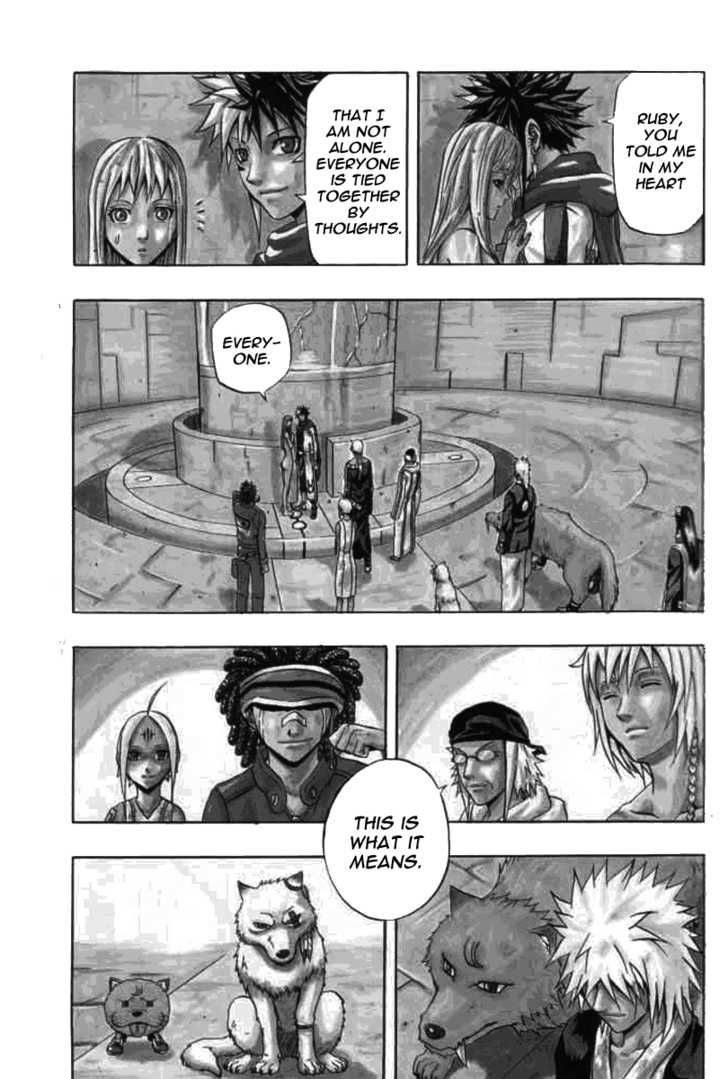 RUBY,
YOU
TOLD ME
IN MY
HEART
THAT I
AM NOT
ALONE.
EVERYONE
IS TIED
TOGETHER
BY
THOUGHTS.
EVERY-
ONE.
THIS IS
WHAT IT
MEANS.